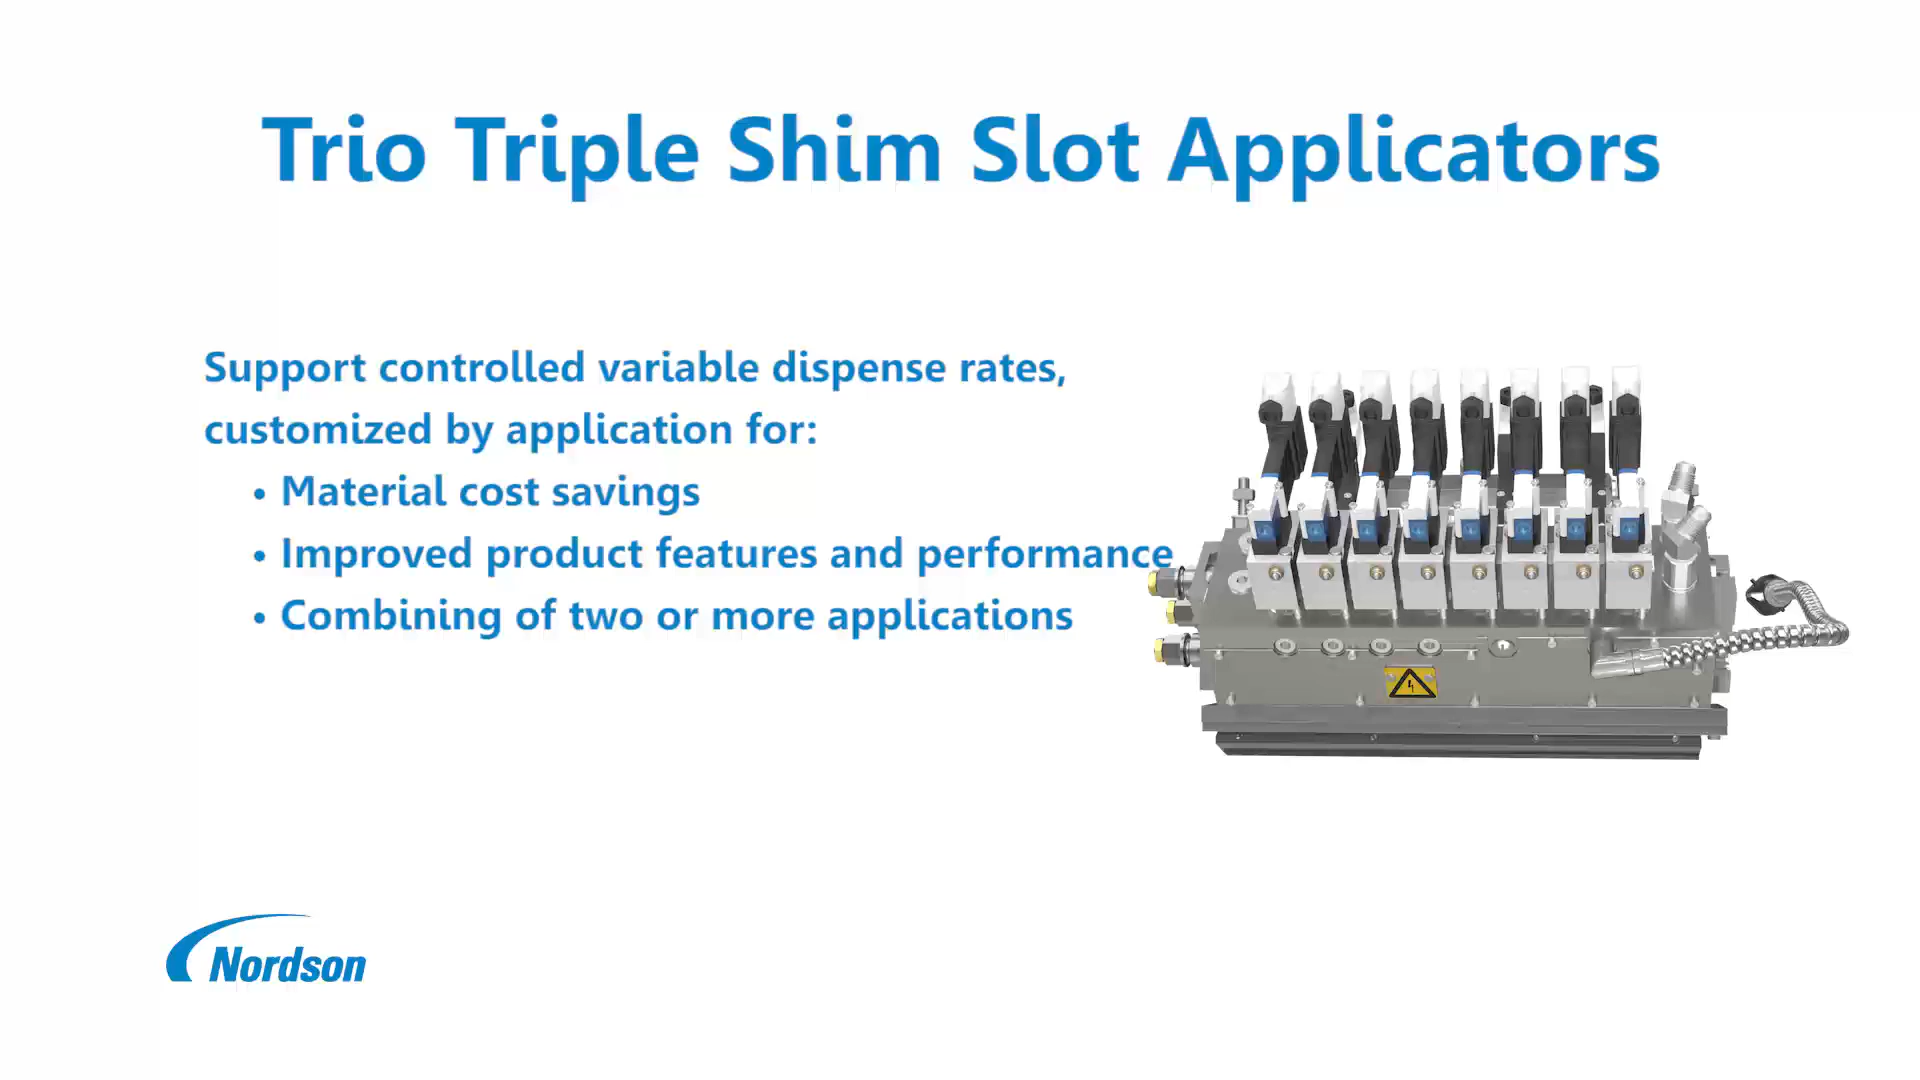 Trio Triple Shim Slot Applicators
Support controlled variable dispense rates,
customized by application for:
• Material cost savings
• Improved product features and performance
• Combining of two or more applications
Nordson